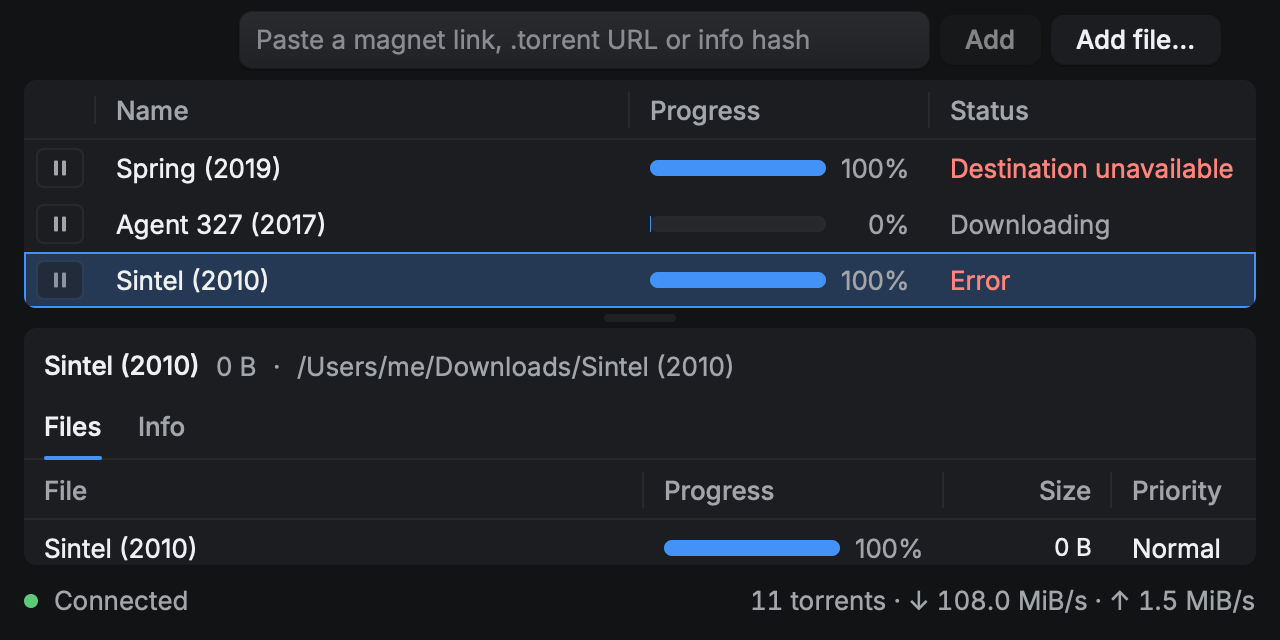 Paste a magnet link, .torrent URL or info hash Add Add file...
Name Progress Status
Spring (2019) 100% Destination unavailable
Agent 327 (2017) 0% Downloading
Sintel (2010) 100% Error
Sintel (2010) 0 B · /Users/me/Downloads/Sintel (2010)
Files Info
File Progress Size Priority
Sintel (2010) 100% 0 B Normal
Connected 11 torrents · ↓ 108.0 MiB/s · ↑ 1.5 MiB/s